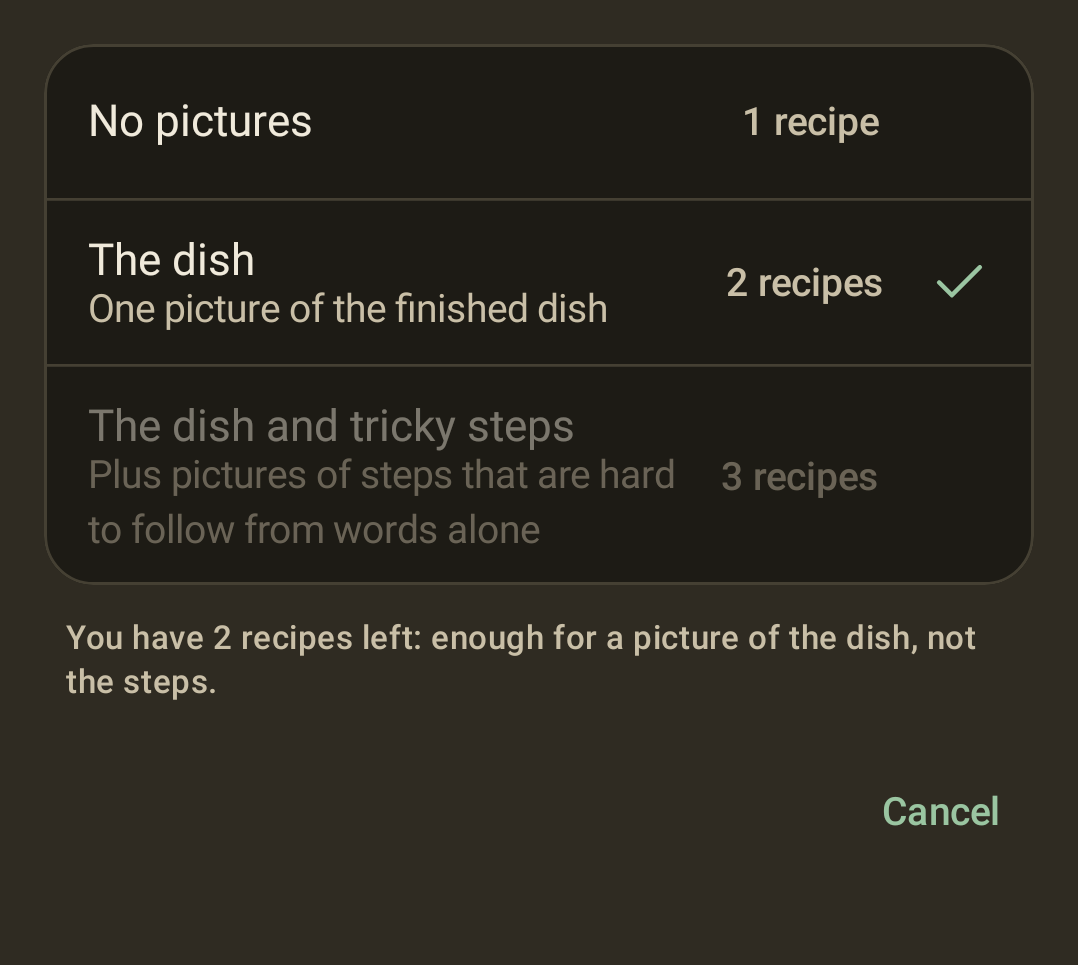 No pictures
1 recipe
The dish
One picture of the finished dish
2 recipes
The dish and tricky steps
Plus pictures of steps that are hard
to follow from words alone
3 recipes
You have 2 recipes left: enough for a picture of the dish, not
the steps.
Cancel